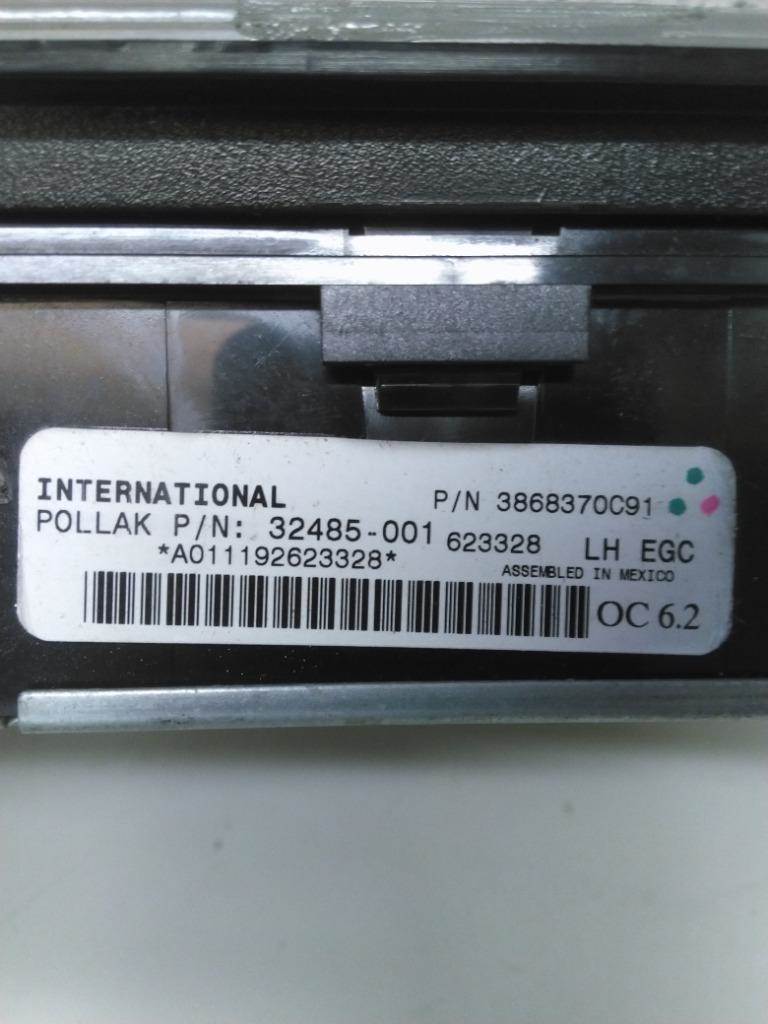 INTERNATIONAL P/N 3868370C91
POLLAK P/N: 32485-001 623328 LH EGC
*A011192623328* ASSEMBLED IN MEXICO
OC 6.2